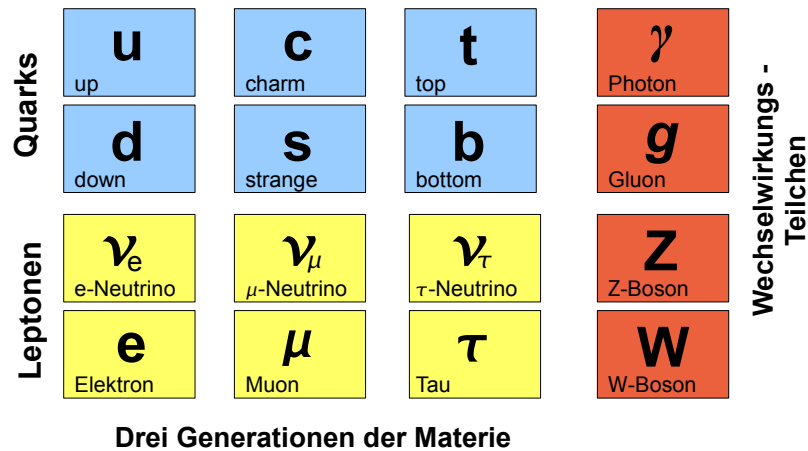 Quarks
u
up
c
charm
t
top
γ
Photon
d
down
s
strange
b
bottom
g
Gluon
Leptonen
νe
e-Neutrino
νμ
μ-Neutrino
ντ
τ-Neutrino
Z
Z-Boson
e
Elektron
μ
Muon
τ
Tau
W
W-Boson
Wechselwirkungs -
Teilchen
Drei Generationen der Materie